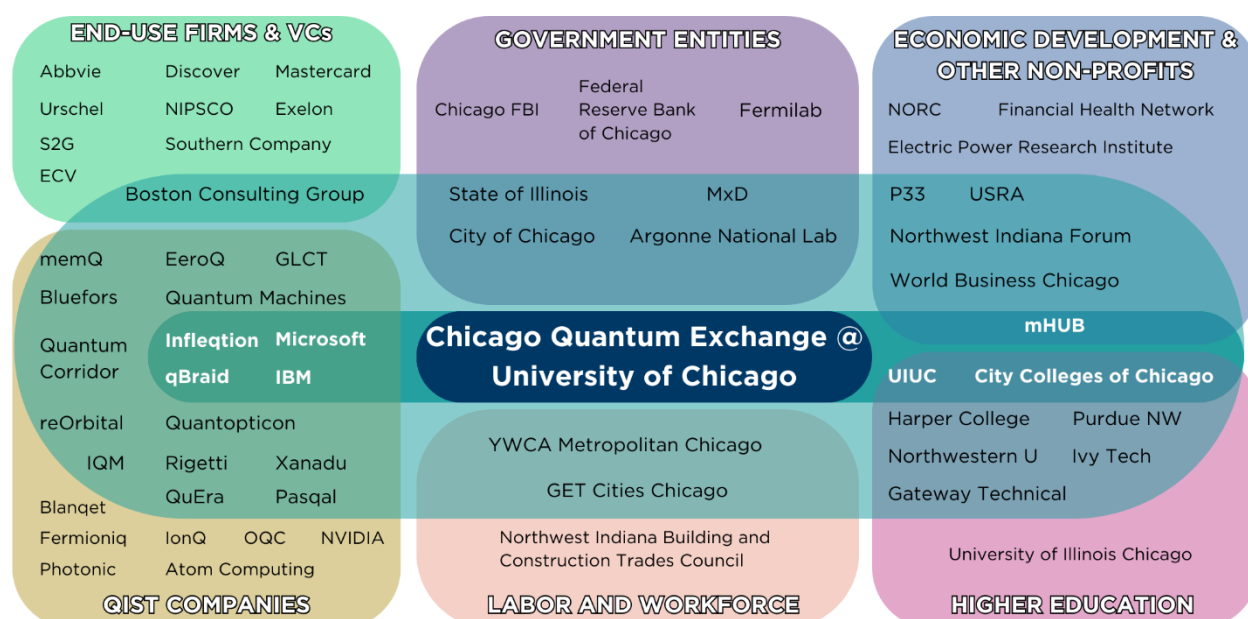 END-USE FIRMS & VCs
Abbvie Discover Mastercard
Urschel NIPSCO Exelon
S2G Southern Company
ECV
Boston Consulting Group
GOVERNMENT ENTITIES
Chicago FBI
Federal
Reserve Bank
of Chicago
Fermilab
State of Illinois MxD
City of Chicago Argonne National Lab
ECONOMIC DEVELOPMENT &
OTHER NON-PROFITS
NORC Financial Health Network
Electric Power Research Institute
P33 USRA
Northwest Indiana Forum
World Business Chicago
mHUB
memQ EeroQ GLCT
Bluefors Quantum Machines
Quantum
Corridor
Infleqtion Microsoft
qBraid IBM
reOrbital Quantopticon
IQM Rigetti Xanadu
QuEra Pasqal
Blanqet
Fermioniq IonQ OQC NVIDIA
Photonic Atom Computing
QIST COMPANIES
Chicago Quantum Exchange @
University of Chicago
YWCA Metropolitan Chicago
GET Cities Chicago
Northwest Indiana Building and
Construction Trades Council
LABOR AND WORKFORCE
UIUC City Colleges of Chicago
Harper College Purdue NW
Northwestern U Ivy Tech
Gateway Technical
University of Illinois Chicago
HIGHER EDUCATION